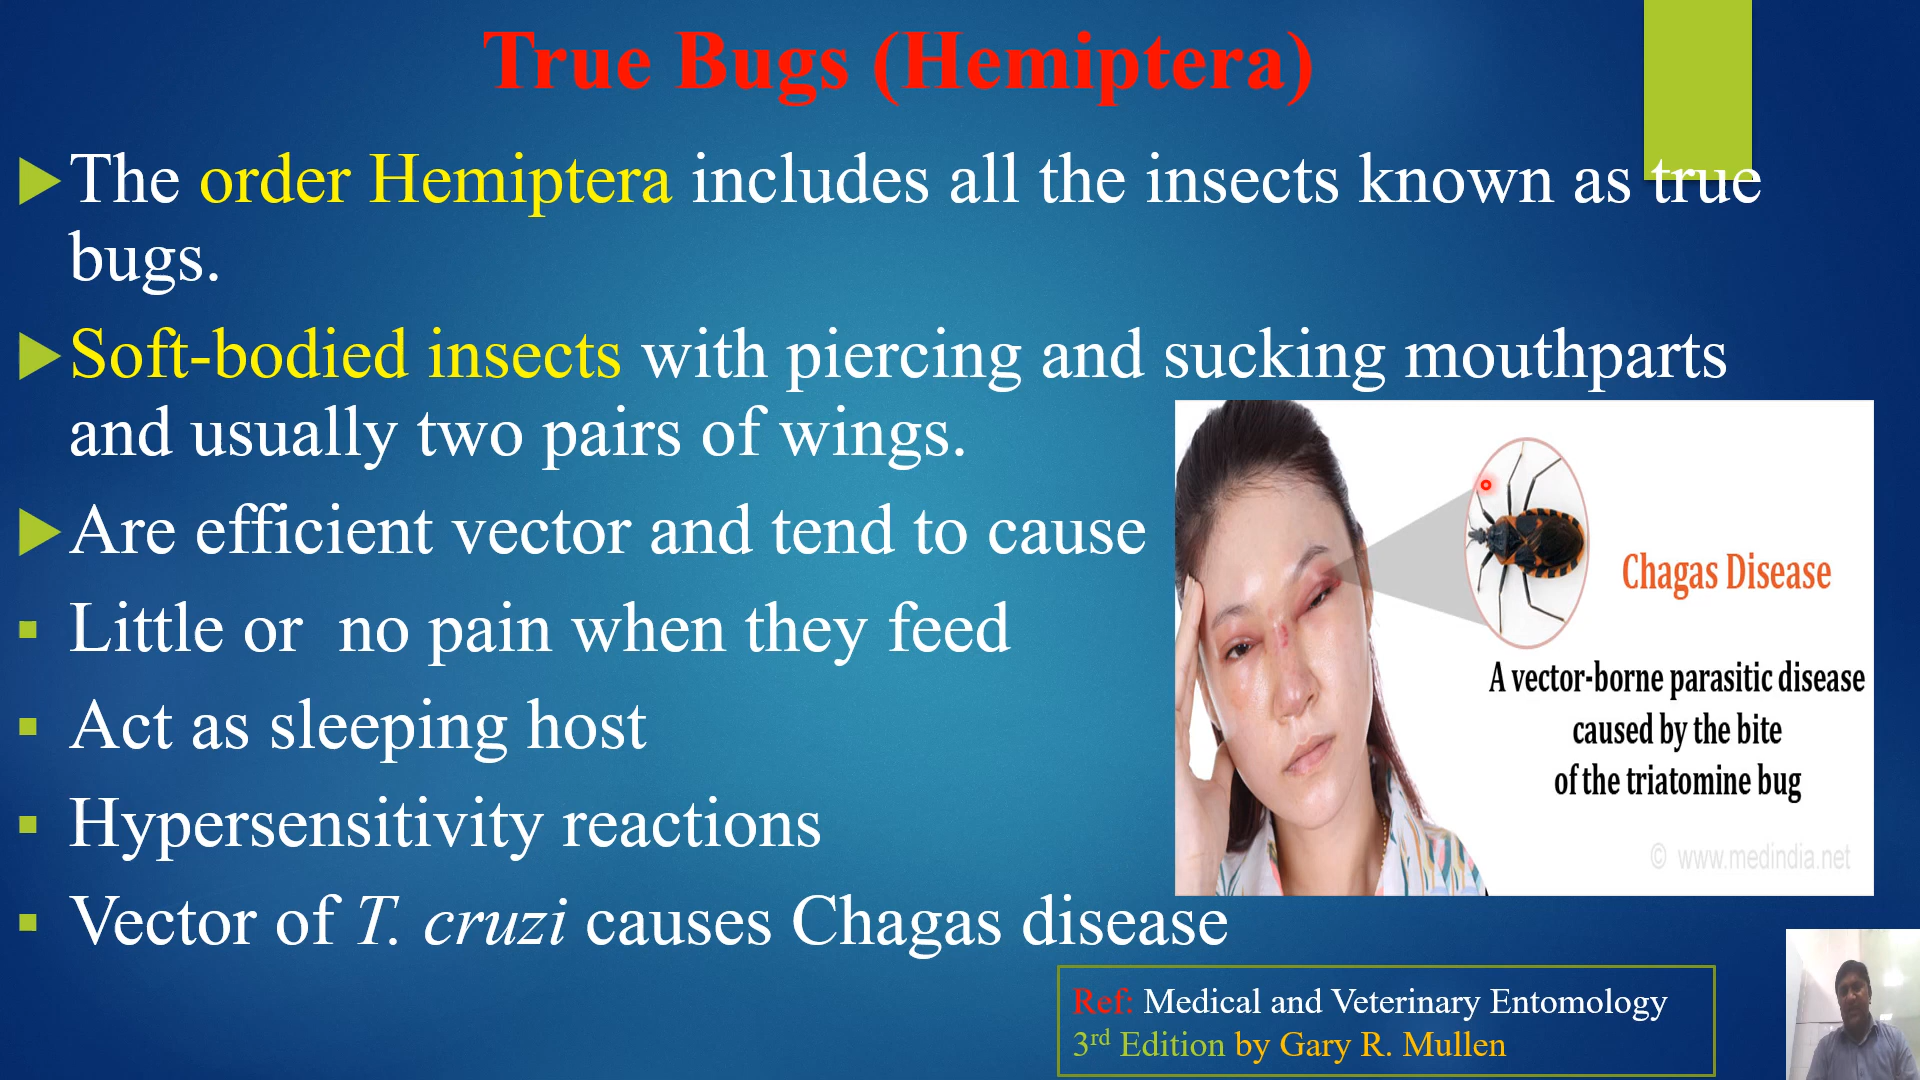 True Bugs (Hemiptera)
The order Hemiptera includes all the insects known as true
bugs.
Soft-bodied insects with piercing and sucking mouthparts
and usually two pairs of wings.
Are efficient vector and tend to cause
Little or  no pain when they feed
Act as sleeping host
Hypersensitivity reactions
Vector of T. cruzi causes Chagas disease
Chagas Disease
A vector-borne parasitic disease
caused by the bite
of the triatomine bug
© www.medindia.net
Ref: Medical and Veterinary Entomology
3rd Edition by Gary R. Mullen